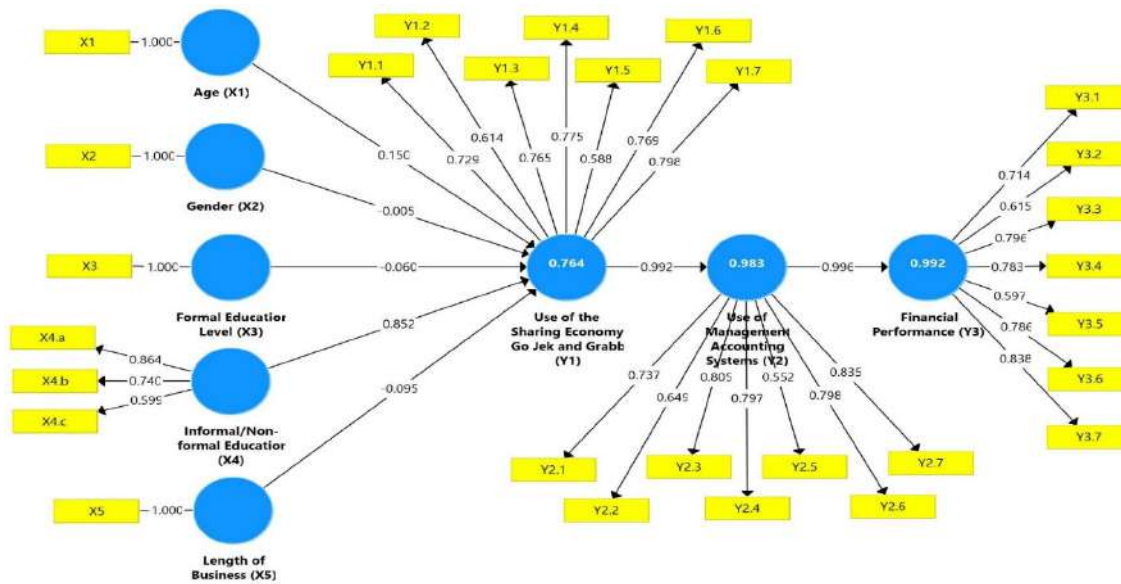 Y1.2
Y1.4
Y1.6
X1
1.000
Y1.1
Y1.3
Y1.5
Y1.7
Age (X1)
Y3.1
0.614
0.775
0.769
X2
1.000
0.150
0.729
0.765
0.588
0.798
Y3.2
0.714
Gender (X2)
-0.005
0.615
Y3.3
0.796
X3
1.000
-0.060
0.764
0.992
0.983
0.996
0.992
0.783
Y3.4
Formal Education
Level (X3)
Use of the
Sharing Economy
Go Jek and Grabb
(Y1)
Use of
Management
Accounting
Systems (Y2)
Financial
Performance (Y3)
0.597
Y3.5
0.786
X4.a
0.864
0.852
0.838
Y3.6
X4.b
0.740
-0.095
0.737
0.805
0.552
0.835
X4.c
0.599
0.649
0.797
0.798
Y3.7
Informal/Non-
formal Education
(X4)
Y2.1
Y2.3
Y2.5
Y2.7
X5
1.000
Y2.2
Y2.4
Y2.6
Length of
Business (X5)